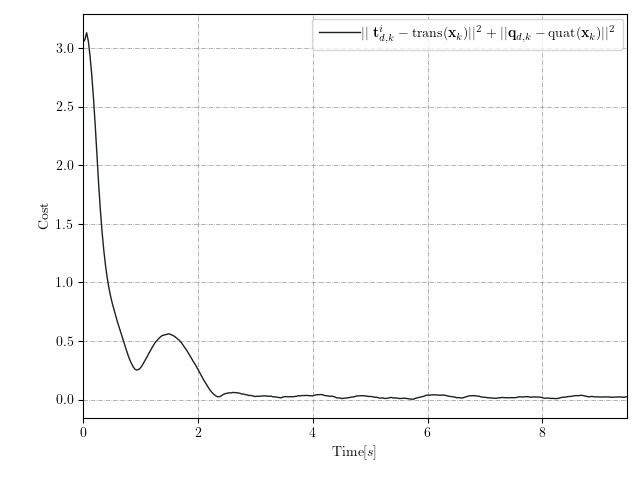 || t^i_{d,k} − trans(x_k)||^2 + ||q_{d,k} − quat(x_k)||^2
3.0
2.5
2.0
1.5
1.0
0.5
0.0
Cost
0 2 4 6 8
Time[s]